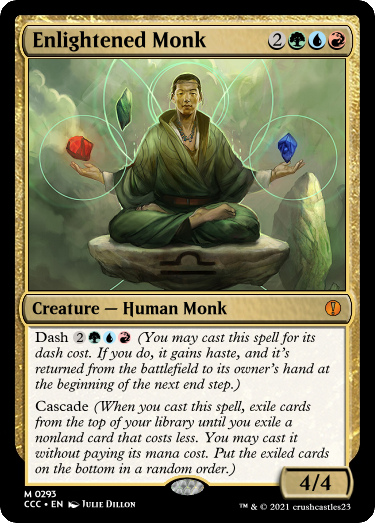 Enlightened Monk 2
Creature — Human Monk
Dash 2 (You may cast this spell for its
dash cost. If you do, it gains haste, and it's
returned from the battlefield to its owner's hand at
the beginning of the next end step.)
Cascade (When you cast this spell, exile cards
from the top of your library until you exile a
nonland card that costs less. You may cast it
without paying its mana cost. Put the exiled cards
on the bottom in a random order.)
4/4
M 0293
CCC • EN Julie Dillon
™ & © 2021 crushcastles23